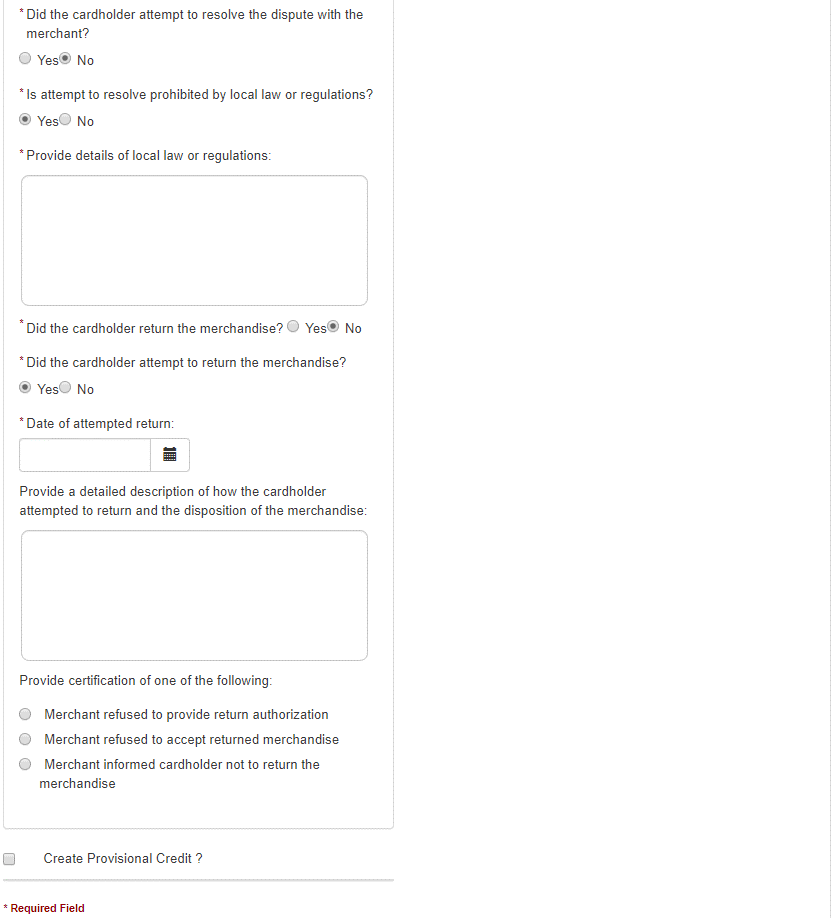 * Did the cardholder attempt to resolve the dispute with the
merchant?
Yes No
* Is attempt to resolve prohibited by local law or regulations?
Yes No
* Provide details of local law or regulations:
* Did the cardholder return the merchandise? Yes No
* Did the cardholder attempt to return the merchandise?
Yes No
* Date of attempted return:
Provide a detailed description of how the cardholder
attempted to return and the disposition of the merchandise:
Provide certification of one of the following:
Merchant refused to provide return authorization
Merchant refused to accept returned merchandise
Merchant informed cardholder not to return the
merchandise
Create Provisional Credit ?
* Required Field